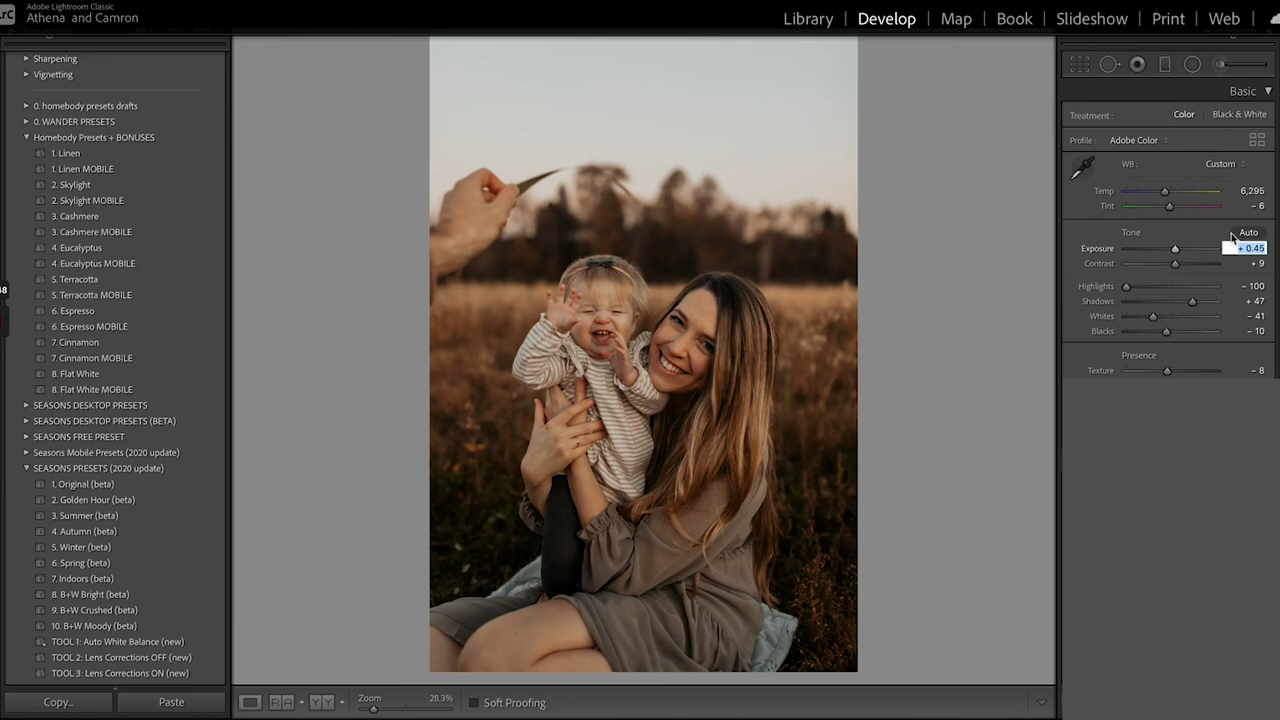 Adobe Lightroom Classic
Athena and Camron
Library | Develop | Map | Book | Slideshow | Print | Web |
Sharpening
Vignetting
0. homebody presets drafts
0. WANDER PRESETS
Homebody Presets + BONUSES
1. Linen
1. Linen MOBILE
2. Skylight
2. Skylight MOBILE
3. Cashmere
3. Cashmere MOBILE
4. Eucalyptus
4. Eucalyptus MOBILE
5. Terracotta
5. Terracotta MOBILE
6. Espresso
6. Espresso MOBILE
7. Cinnamon
7. Cinnamon MOBILE
8. Flat White
8. Flat White MOBILE
SEASONS DESKTOP PRESETS
SEASONS DESKTOP PRESETS (BETA)
SEASONS FREE PRESET
Seasons Mobile Presets (2020 update)
SEASONS PRESETS (2020 update)
1. Original (beta)
2. Golden Hour (beta)
3. Summer (beta)
4. Autumn (beta)
5. Winter (beta)
6. Spring (beta)
7. Indoors (beta)
8. B+W Bright (beta)
9. B+W Crushed (beta)
10. B+W Moody (beta)
TOOL 1: Auto White Balance (new)
TOOL 2: Lens Corrections OFF (new)
TOOL 3: Lens Corrections ON (new)
Copy... Paste
RA YY Zoom 28.3% Soft Proofing
Basic
Treatment : Color Black & White
Profile : Adobe Color
WB : Custom
Temp 6,295
Tint - 6
Tone Auto
Exposure + 0.45
Contrast + 9
Highlights - 100
Shadows + 47
Whites - 41
Blacks - 10
Presence
Texture - 8